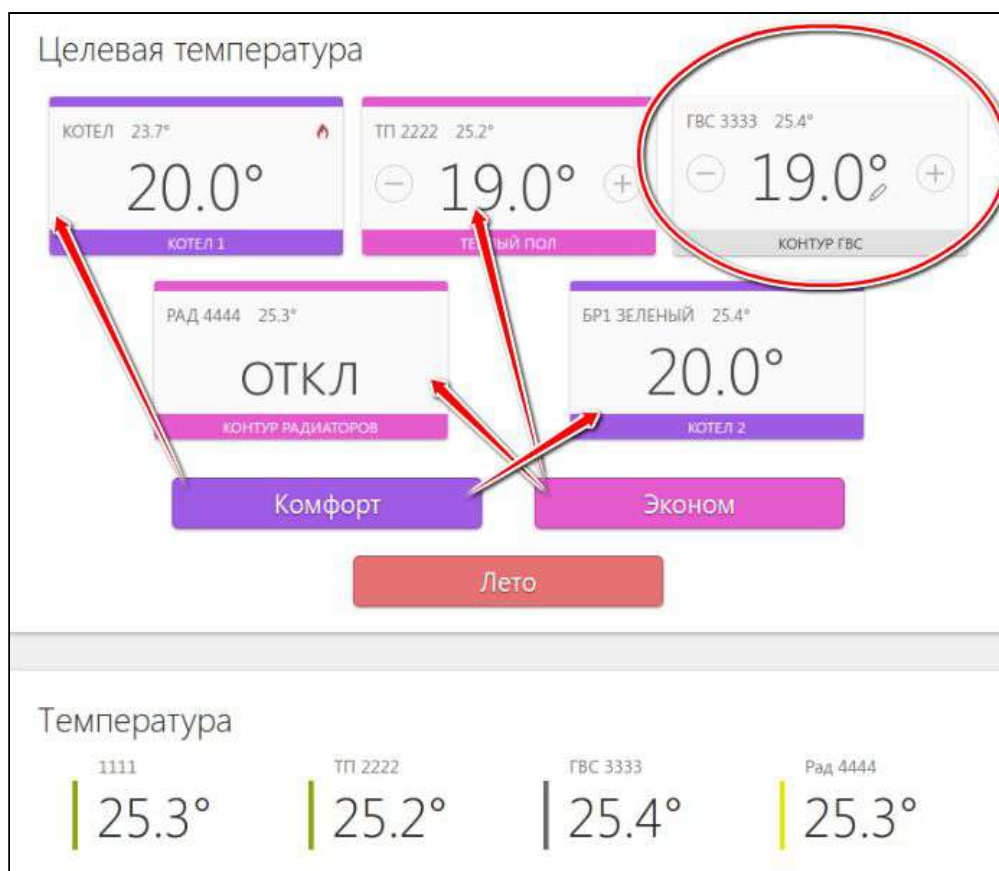 Целевая температура
КОТЕЛ 23.7°
20.0°
КОТЕЛ 1
ТП 2222 25.2°
19.0°
ТЕПЛЫЙ ПОЛ
ГВС 3333 25.4°
19.0°
КОНТУР ГВС
РАД 4444 25.3°
ОТКЛ
КОНТУР РАДИАТОРОВ
БР1 ЗЕЛЕНЫЙ 25.4°
20.0°
КОТЕЛ 2
Комфорт
Эконом
Лето
Температура
1111
25.3°
ТП 2222
25.2°
ГВС 3333
25.4°
Рад 4444
25.3°